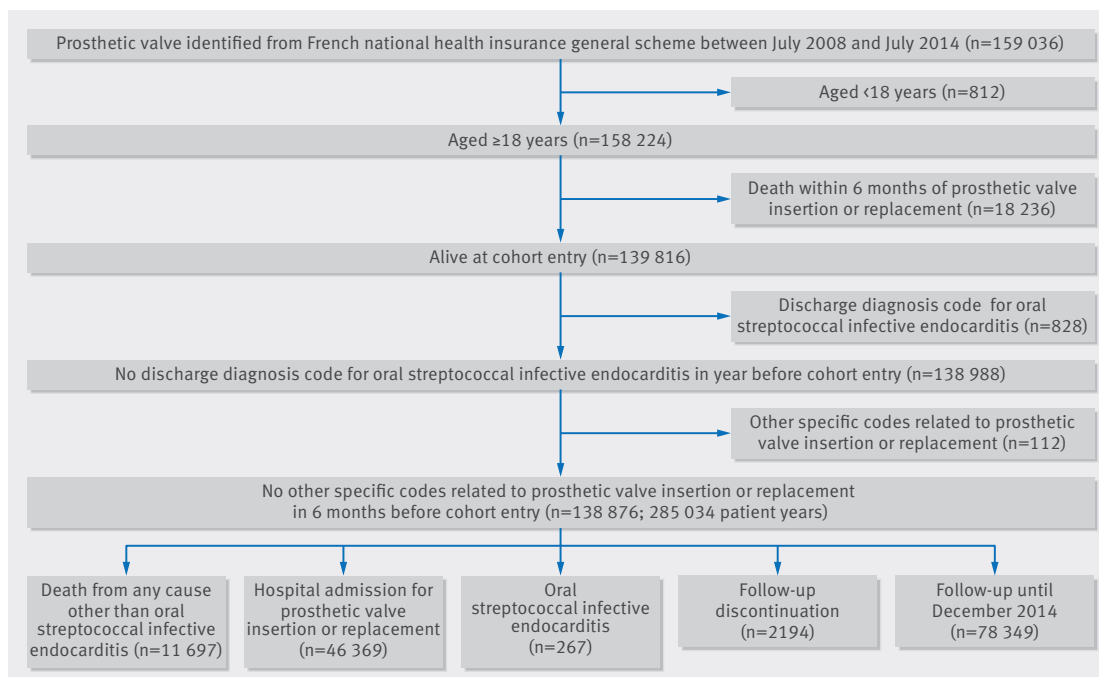 Prosthetic valve identified from French national health insurance general scheme between July 2008 and July 2014 (n=159 036)
Aged <18 years (n=812)
Aged ≥18 years (n=158 224)
Death within 6 months of prosthetic valve
insertion or replacement (n=18 236)
Alive at cohort entry (n=139 816)
Discharge diagnosis code for oral
streptococcal infective endocarditis (n=828)
No discharge diagnosis code for oral streptococcal infective endocarditis in year before cohort entry (n=138 988)
Other specific codes related to prosthetic
valve insertion or replacement (n=112)
No other specific codes related to prosthetic valve insertion or replacement
in 6 months before cohort entry (n=138 876; 285 034 patient years)
Death from any cause
other than oral
streptococcal infective
endocarditis (n=11 697)
Hospital admission for
prosthetic valve
insertion or replacement
(n=46 369)
Oral
streptococcal infective
endocarditis
(n=267)
Follow-up
discontinuation
(n=2194)
Follow-up until
December 2014
(n=78 349)